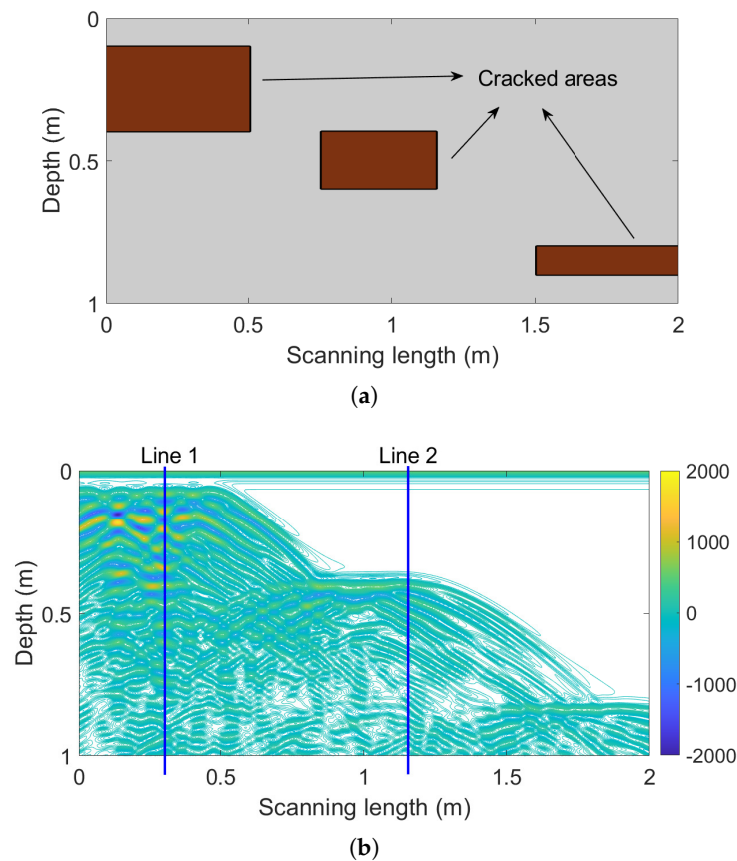 0
Cracked areas
0.5
Depth (m)
1
0 0.5 1 1.5 2
Scanning length (m)
(a)
Line 1 Line 2
0 2000
1000
0.5 0
Depth (m)
-1000
1 -2000
0 0.5 1 1.5 2
Scanning length (m)
(b)